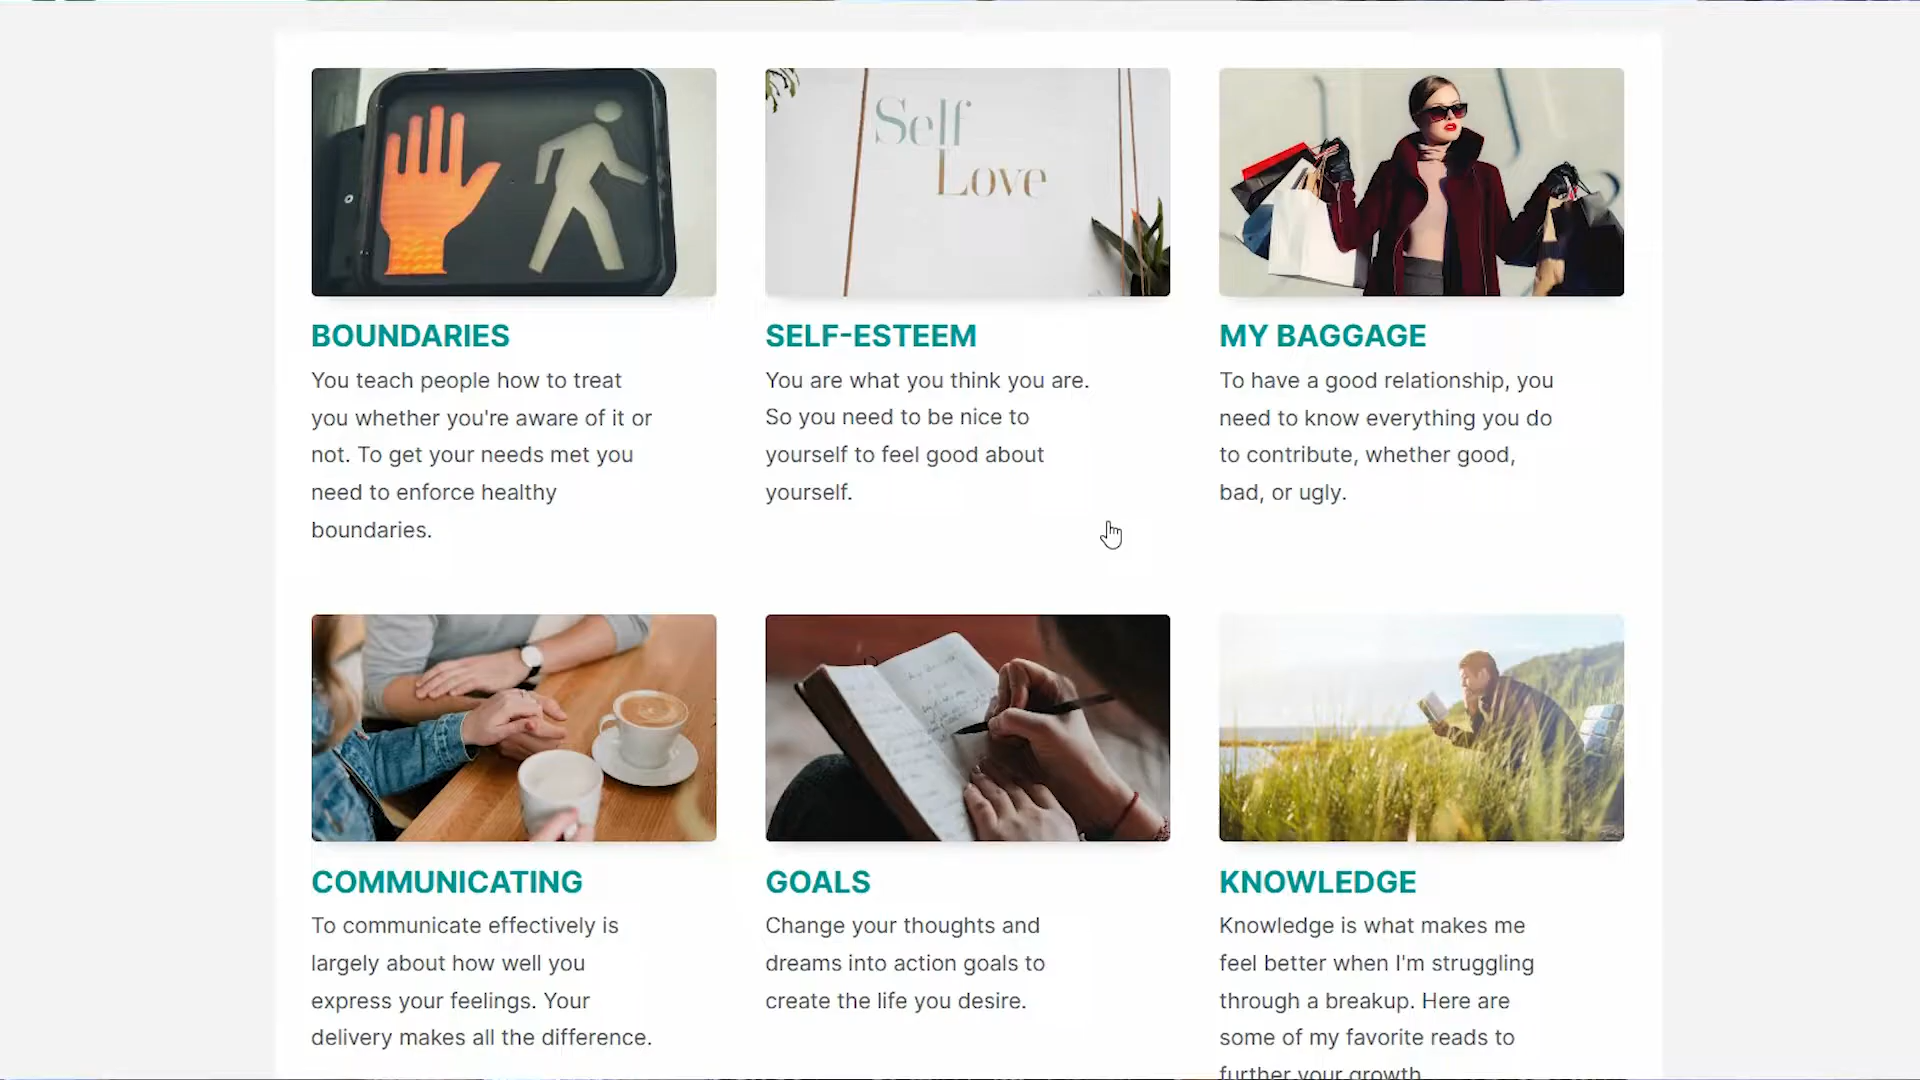 Self
Love
BOUNDARIES
You teach people how to treat
you whether you're aware of it or
not. To get your needs met you
need to enforce healthy
boundaries.
SELF-ESTEEM
You are what you think you are.
So you need to be nice to
yourself to feel good about
yourself.
MY BAGGAGE
To have a good relationship, you
need to know everything you do
to contribute, whether good,
bad, or ugly.
COMMUNICATING
To communicate effectively is
largely about how well you
express your feelings. Your
delivery makes all the difference.
GOALS
Change your thoughts and
dreams into action goals to
create the life you desire.
KNOWLEDGE
Knowledge is what makes me
feel better when I'm struggling
through a breakup. Here are
some of my favorite reads to
further your growth